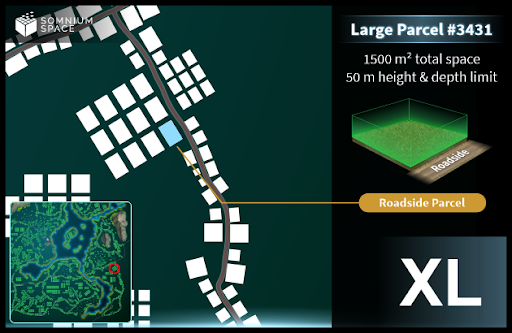 SOMNIUM
SPACE
Large Parcel #3431
1500 m² total space
50 m height & depth limit
Roadside
Roadside Parcel
XL